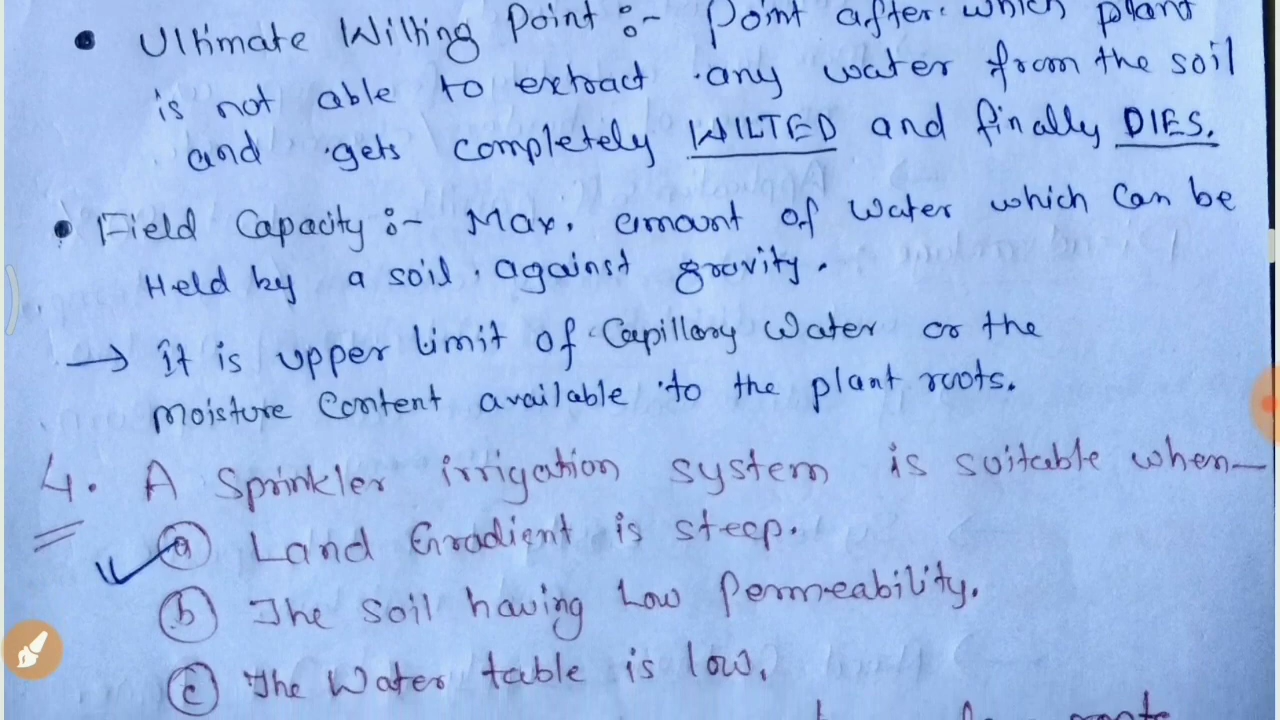 • Ultimate Wilting Point :- Point after which plant
is not able to extract any water from the soil
and gets completely WILTED and finally DIES.
• Field Capacity :- Max. amount of water which can be
Held by a soil, against gravity.
→ it is upper limit of Capillary Water or the
Moisture Content available to the plant roots.
4. A Sprinkler irrigation system is suitable when—
(a) Land Gradient is steep.
(b) The soil having Low Permeability.
(c) The Water table is low.